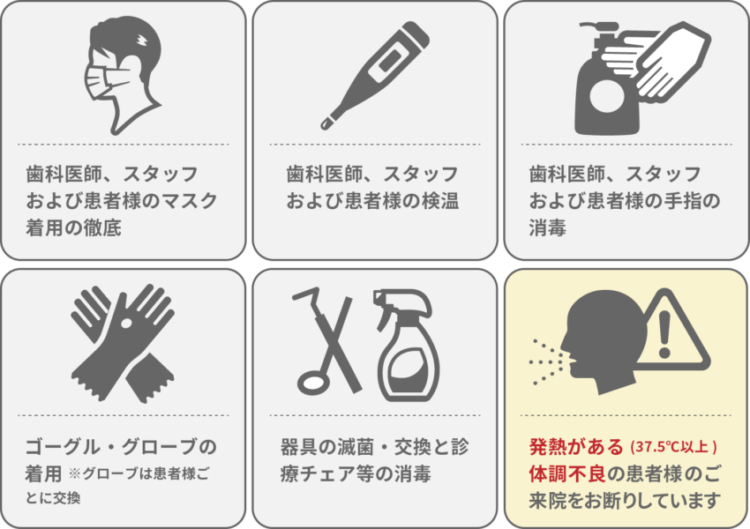 歯科医師、スタッフ
および患者様のマスク
着用の徹底
歯科医師、スタッフ
および患者様の検温
歯科医師、スタッフ
および患者様の手指の
消毒
ゴーグル・グローブの
着用 ※グローブは患者様ご
とに交換
器具の滅菌・交換と診
療チェア等の消毒
発熱がある (37.5℃以上 )
体調不良の患者様のご
来院をお断りしています